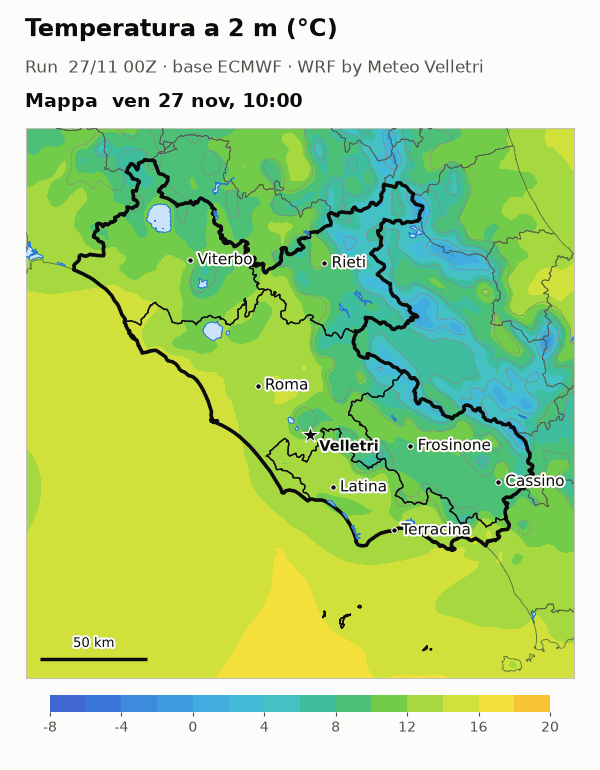 Temperatura a 2 m (°C)
Run  27/11 00Z · base ECMWF · WRF by Meteo Velletri
Mappa  ven 27 nov, 10:00
Viterbo
Rieti
Roma
Velletri
Frosinone
Cassino
Latina
Terracina
50 km
-8 -4 0 4 8 12 16 20